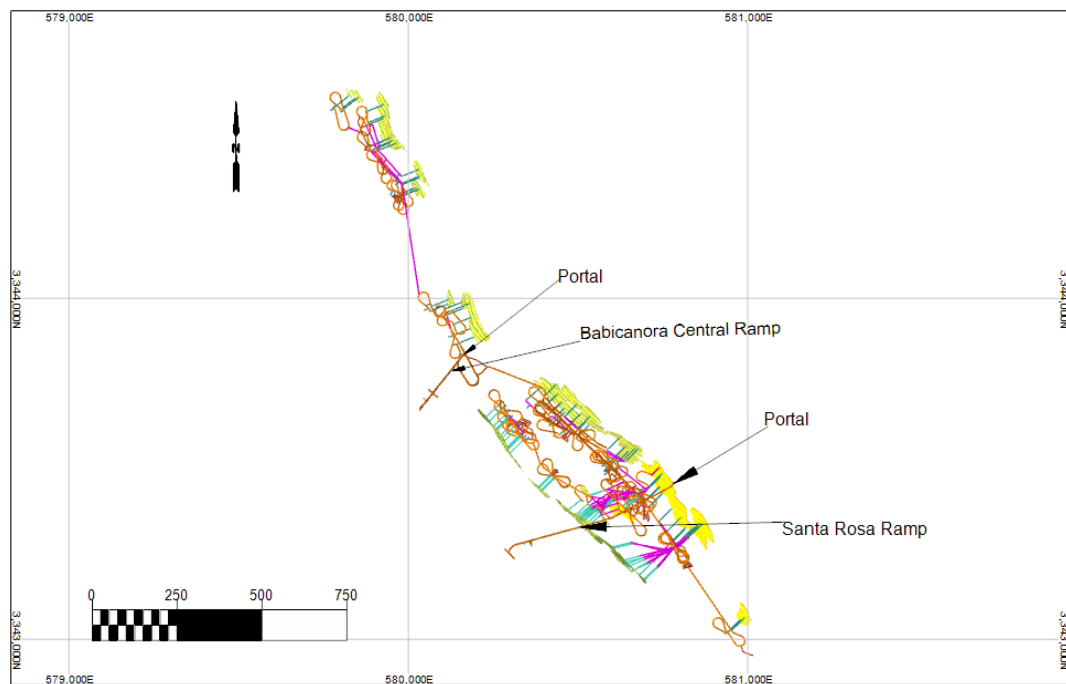 579,000E
580,000E
581,000E
N
Portal
3,344,000N
3,344,000N
Babicanora Central Ramp
Portal
Santa Rosa Ramp
0
250
500
750
3,343,000N
3,343,000N
579,000E
580,000E
581,000E